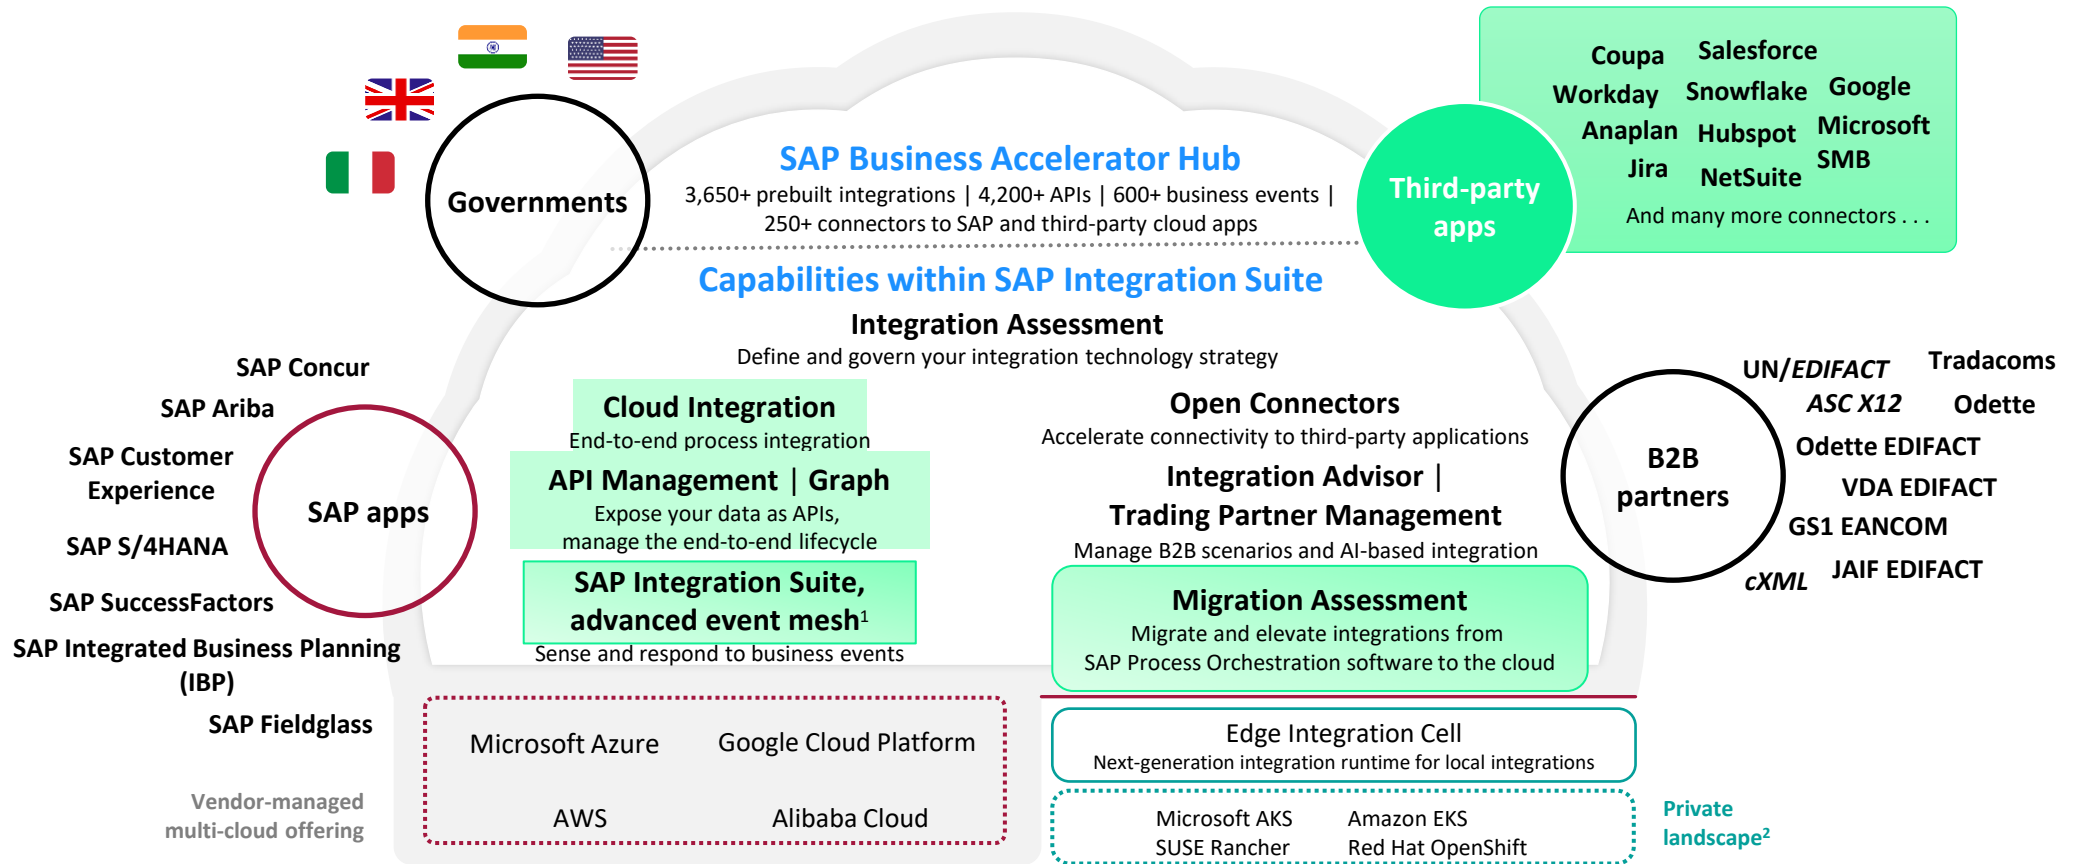 Governments
SAP Business Accelerator Hub
3,650+ prebuilt integrations | 4,200+ APIs | 600+ business events |
250+ connectors to SAP and third-party cloud apps
Third-party
apps
Coupa
Salesforce
Workday
Snowflake
Google
Anaplan
Hubspot
Microsoft
SMB
Jira
NetSuite
And many more connectors . . .
Capabilities within SAP Integration Suite
Integration Assessment
Define and govern your integration technology strategy
Cloud Integration
End-to-end process integration
API Management | Graph
Expose your data as APIs,
manage the end-to-end lifecycle
SAP Integration Suite,
advanced event mesh¹
Sense and respond to business events
Open Connectors
Accelerate connectivity to third-party applications
Integration Advisor |
Trading Partner Management
Manage B2B scenarios and AI-based integration
Migration Assessment
Migrate and elevate integrations from
SAP Process Orchestration software to the cloud
SAP apps
SAP Concur
SAP Ariba
SAP Customer
Experience
SAP S/4HANA
SAP SuccessFactors
SAP Integrated Business Planning
(IBP)
SAP Fieldglass
B2B
partners
UN/EDIFACT
Tradacoms
ASC X12
Odette
Odette EDIFACT
VDA EDIFACT
GS1 EANCOM
JAIF EDIFACT
cXML
Vendor-managed
multi-cloud offering
Microsoft Azure
Google Cloud Platform
AWS
Alibaba Cloud
Edge Integration Cell
Next-generation integration runtime for local integrations
Microsoft AKS
Amazon EKS
SUSE Rancher
Red Hat OpenShift
Private
landscape²